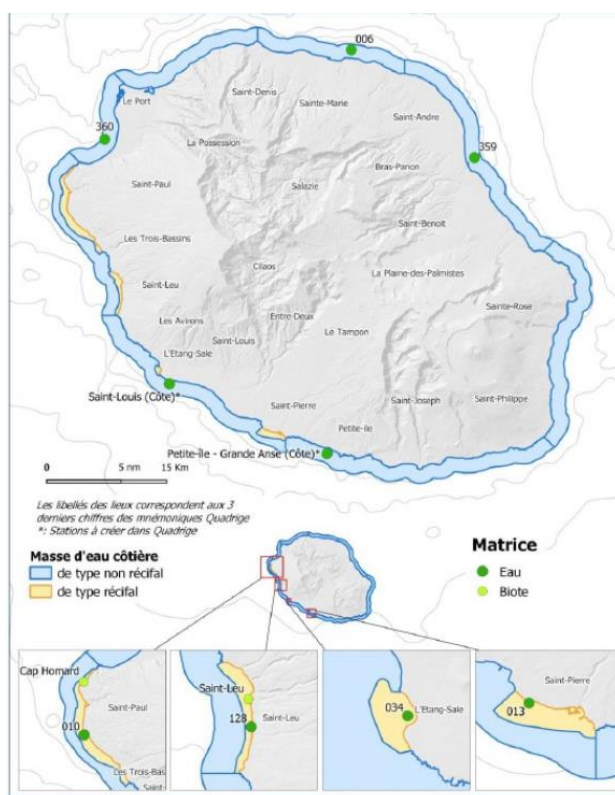 006
Saint-Denis
Sainte-Marie
Le Port
Saint-Andre
360
La Possession
359
Bras-Panon
Saint-Paul
Salazie
Saint-Benoit
Les Trois-Bassins
Cilaos
La Plaine-des-Palmistes
Saint-Leu
Sainte-Rose
Entre-Deux
Les Avirons
Le Tampon
Saint-Louis
L'Etang-Sale
Saint-Louis (Côte)*
Saint-Pierre
Saint-Joseph
Saint-Philippe
Petite-Ile
Petite-Ile - Grande Anse (Côte)*
0 5 nm 15 Km
Les libellés des lieux correspondent aux 3
derniers chiffres des mnémoniques Quadrige
*: Stations à créer dans Quadrige
Masse d'eau côtière
de type non récifal
de type récifal
Matrice
Eau
Biote
Cap Homard
Saint-Paul
010
Les Trois-Bas
Saint-
Saint-Leu
128
Saint-Leu
034
L'Etang-Sale
Saint-Pierre
013